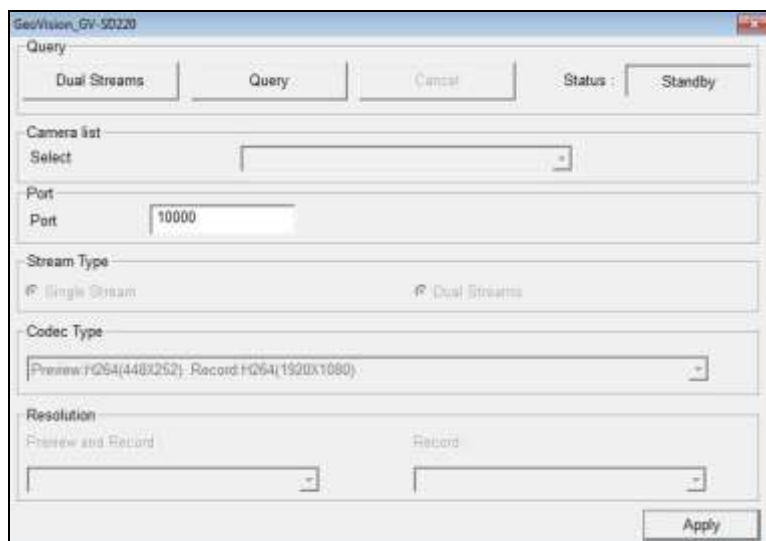 GeoVision_GV-SD220
Query
Dual Streams Query Cancel Status : Standby
Camera list
Select
Port
Port 10000
Stream Type
Single Stream Dual Streams
Codec Type
Preview:H264(448X252) Record:H264(1920X1080)
Resolution
Preview and Record Record
Apply